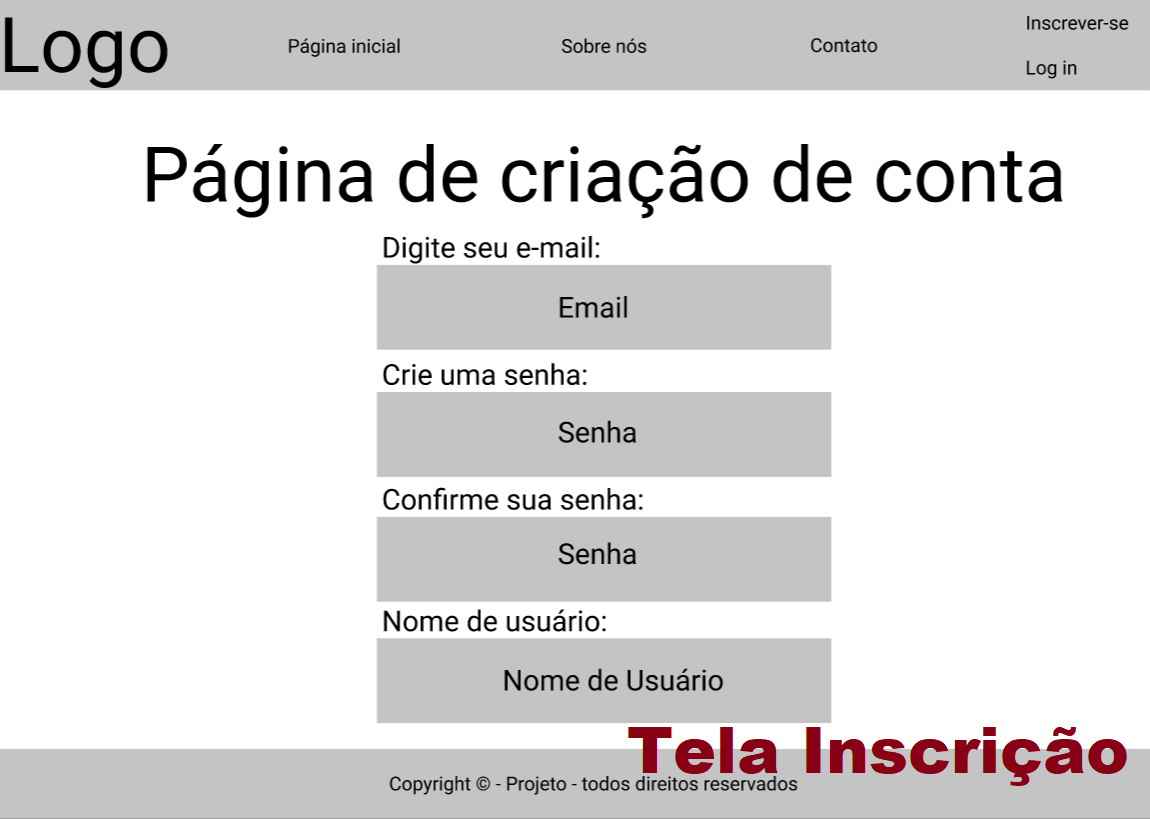 Logo
Página inicial
Sobre nós
Contato
Inscrever-se
Log in
Página de criação de conta
Digite seu e-mail:
Email
Crie uma senha:
Senha
Confirme sua senha:
Senha
Nome de usuário:
Nome de Usuário
Tela Inscrição
Copyright © - Projeto - todos direitos reservados